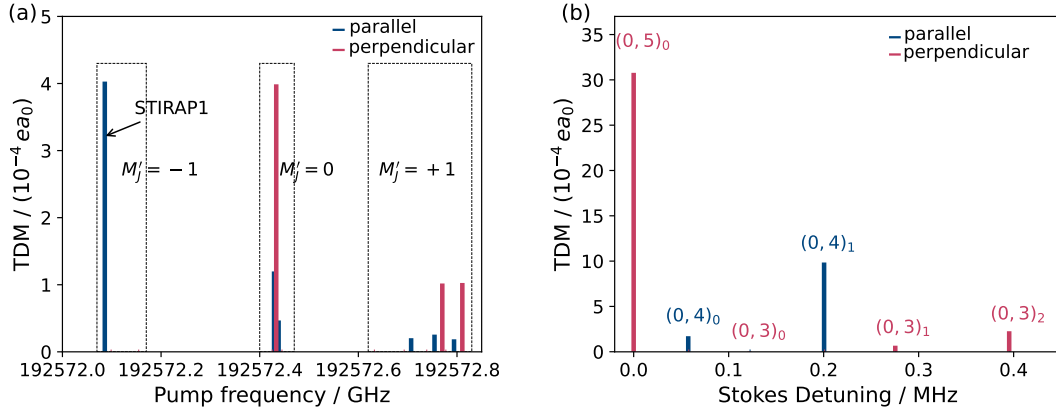 (a)
TDM / (10⁻⁴ ea₀)
5
4
3
2
1
0
parallel
perpendicular
STIRAP1
M′_J = −1
M′_J = 0
M′_J = +1
192572.0 192572.2 192572.4 192572.6 192572.8
Pump frequency / GHz
(b)
TDM / (10⁻⁴ ea₀)
35
30
25
20
15
10
5
0
parallel
perpendicular
(0, 5)₀
(0, 4)₀
(0, 3)₀
(0, 4)₁
(0, 3)₁
(0, 3)₂
0.0 0.1 0.2 0.3 0.4
Stokes Detuning / MHz